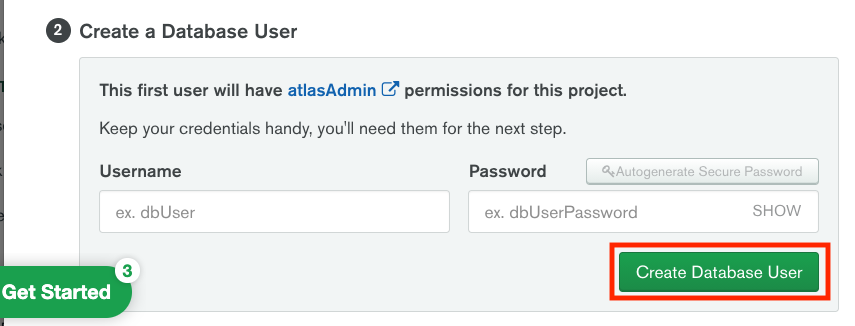 2 Create a Database User
This first user will have atlasAdmin permissions for this project.
Keep your credentials handy, you'll need them for the next step.
Username
Password
Autogenerate Secure Password
ex. dbUser
ex. dbUserPassword
SHOW
Create Database User
3
Get Started